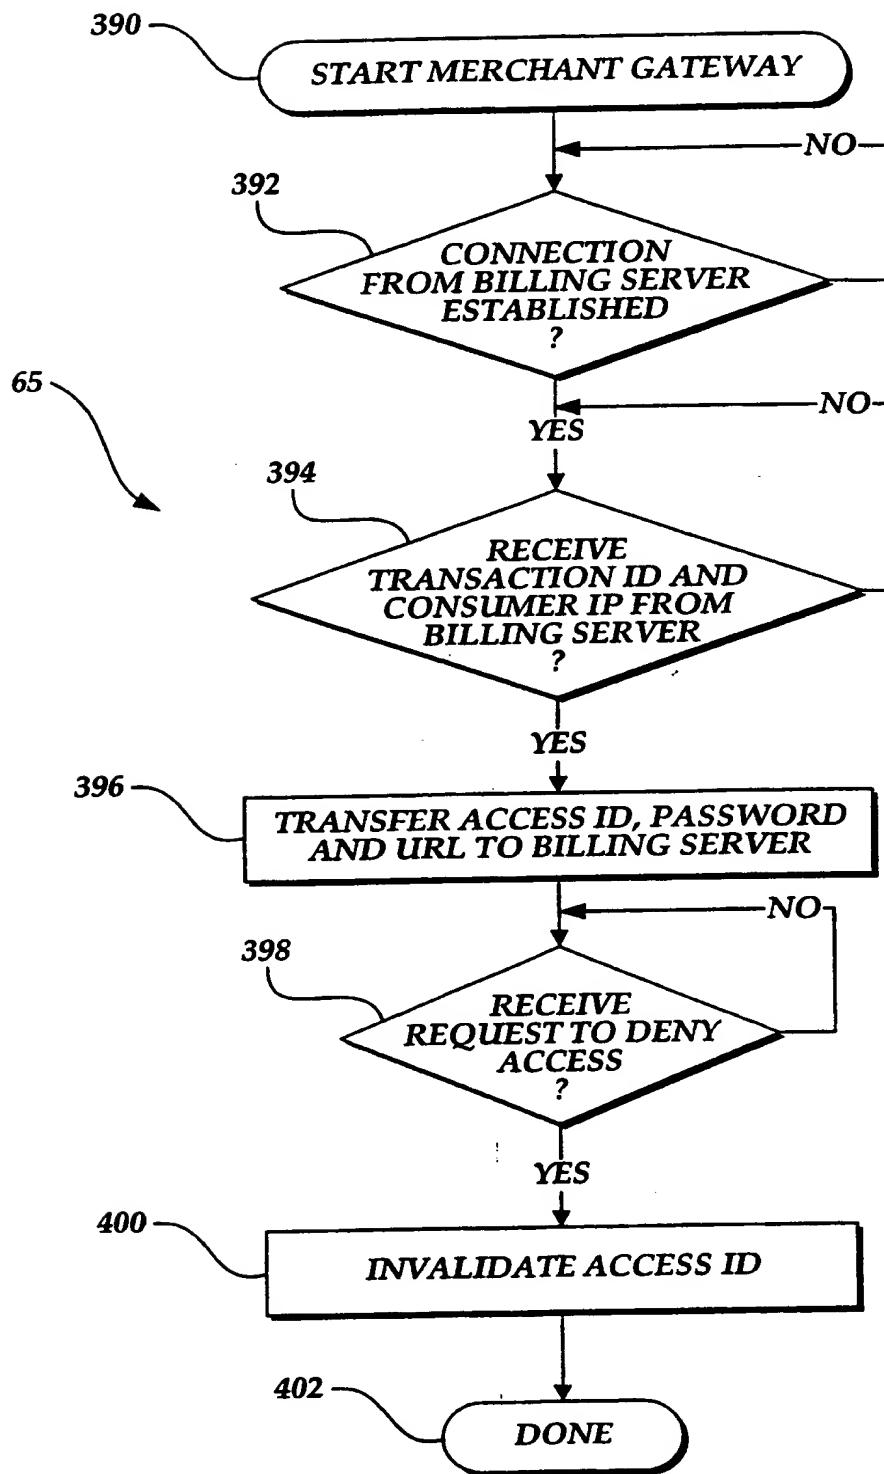 390
START MERCHANT GATEWAY
NO
392
CONNECTION
FROM BILLING SERVER
ESTABLISHED
?
65
NO
YES
394
RECEIVE
TRANSACTION ID AND
CONSUMER IP FROM
BILLING SERVER
?
YES
396
TRANSFER ACCESS ID, PASSWORD
AND URL TO BILLING SERVER
NO
398
RECEIVE
REQUEST TO DENY
ACCESS
?
YES
400
INVALIDATE ACCESS ID
402
DONE